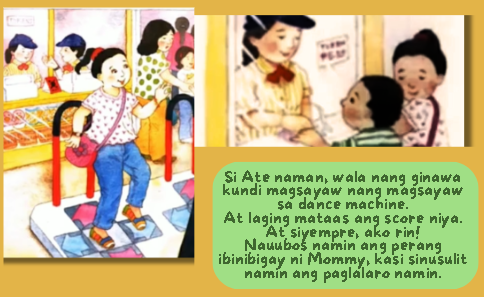 Si Ate naman, wala nang ginawa
kundi magsayaw nang magsayaw
sa dance machine.
At laging mataas ang score niya.
At siyempre, ako rin!
Nauubos namin ang perang
ibinibigay ni Mommy, kasi sinusulit
namin ang paglalaro namin.